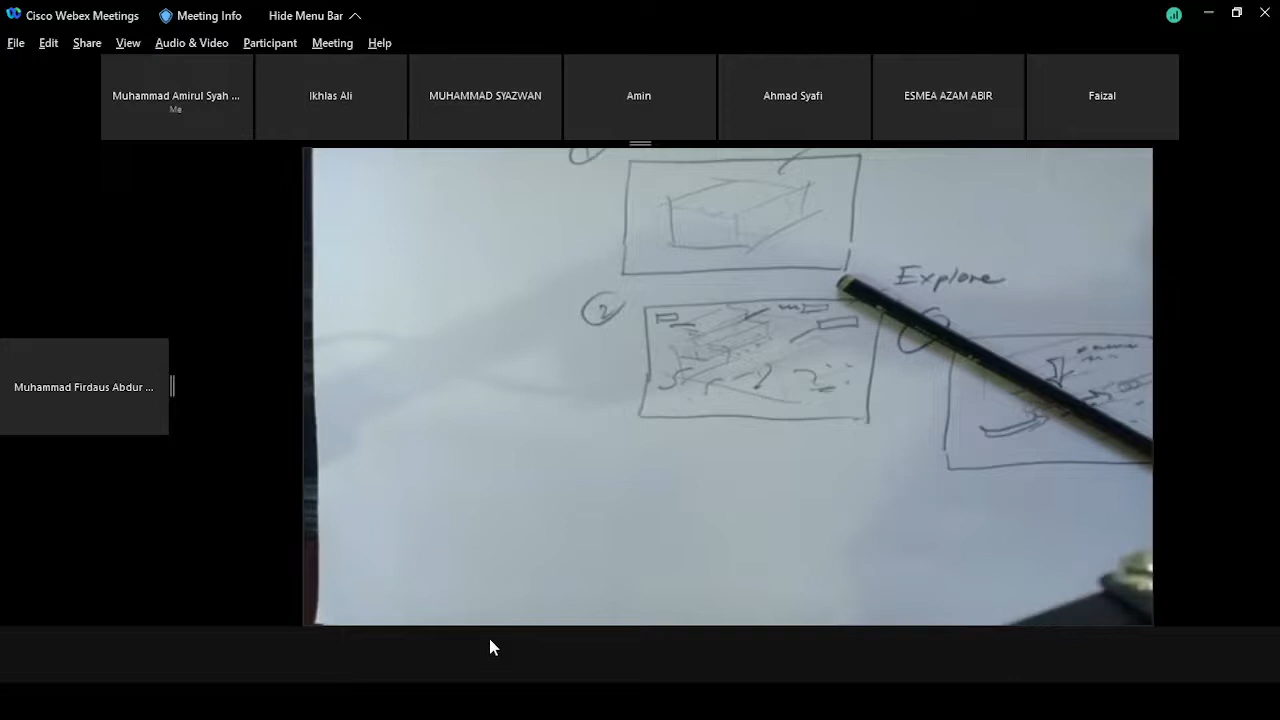 Cisco Webex Meetings
Meeting Info
Hide Menu Bar
File Edit Share View Audio & Video Participant Meeting Help
Muhammad Amirul Syah ...
Me
Ikhlas Ali
MUHAMMAD SYAZWAN
Amin
Ahmad Syafi
ESMEA AZAM ABIR
Faizal
Muhammad Firdaus Abdur ...
1
Explore
2